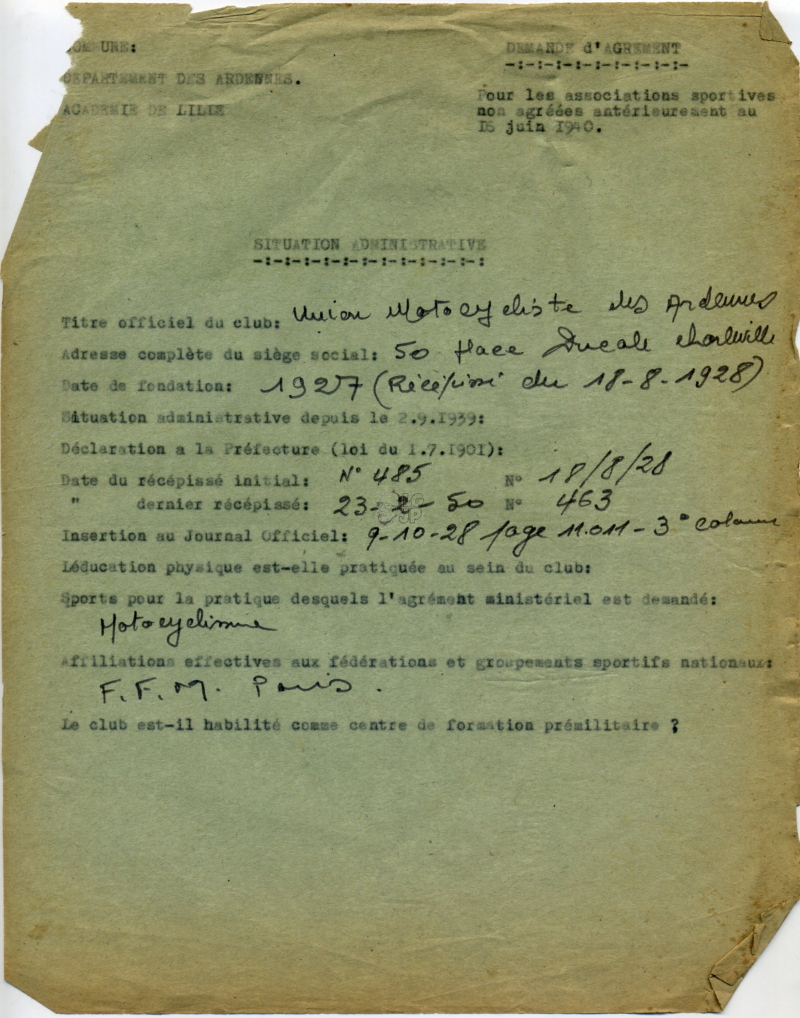 COMMUNE:
DEPARTEMENT DES ARDENNES.
ACADEMIE DE LILLE
DEMANDE d'AGREMENT
-:-:-:-:-:-:-:-:-
Pour les associations sportives
non agréées antérieurement au
16 juin 1940.
SITUATION ADMINISTRATIVE
-:-:-:-:-:-:-:-:-:-:-:
Titre officiel du club: Union Motocycliste des Ardennes
Adresse complète du siège social: 50 Place Ducale Charleville
Date de fondation: 1927 (Récépissé du 18-8-1928)
Situation administrative depuis le 2.9.1939:
Déclaration a la Préfecture (loi du 1.7.1901):
Date du récépissé initial: N° 485 N° 18/8/28
" dernier récépissé: 23-2-50 N° 463
Insertion au Journal Officiel: 9-10-28 page 11.011 - 3° colonne
Léducation physique est-elle pratiquée au sein du club:
Sports pour la pratique desquels l'agrément ministériel est demandé:
Motocyclisme
Affiliations effectives aux fédérations et groupements sportifs nationaux:
F.F.M. Paris.
Le club est-il habilité comme centre de formation prémilitaire ?